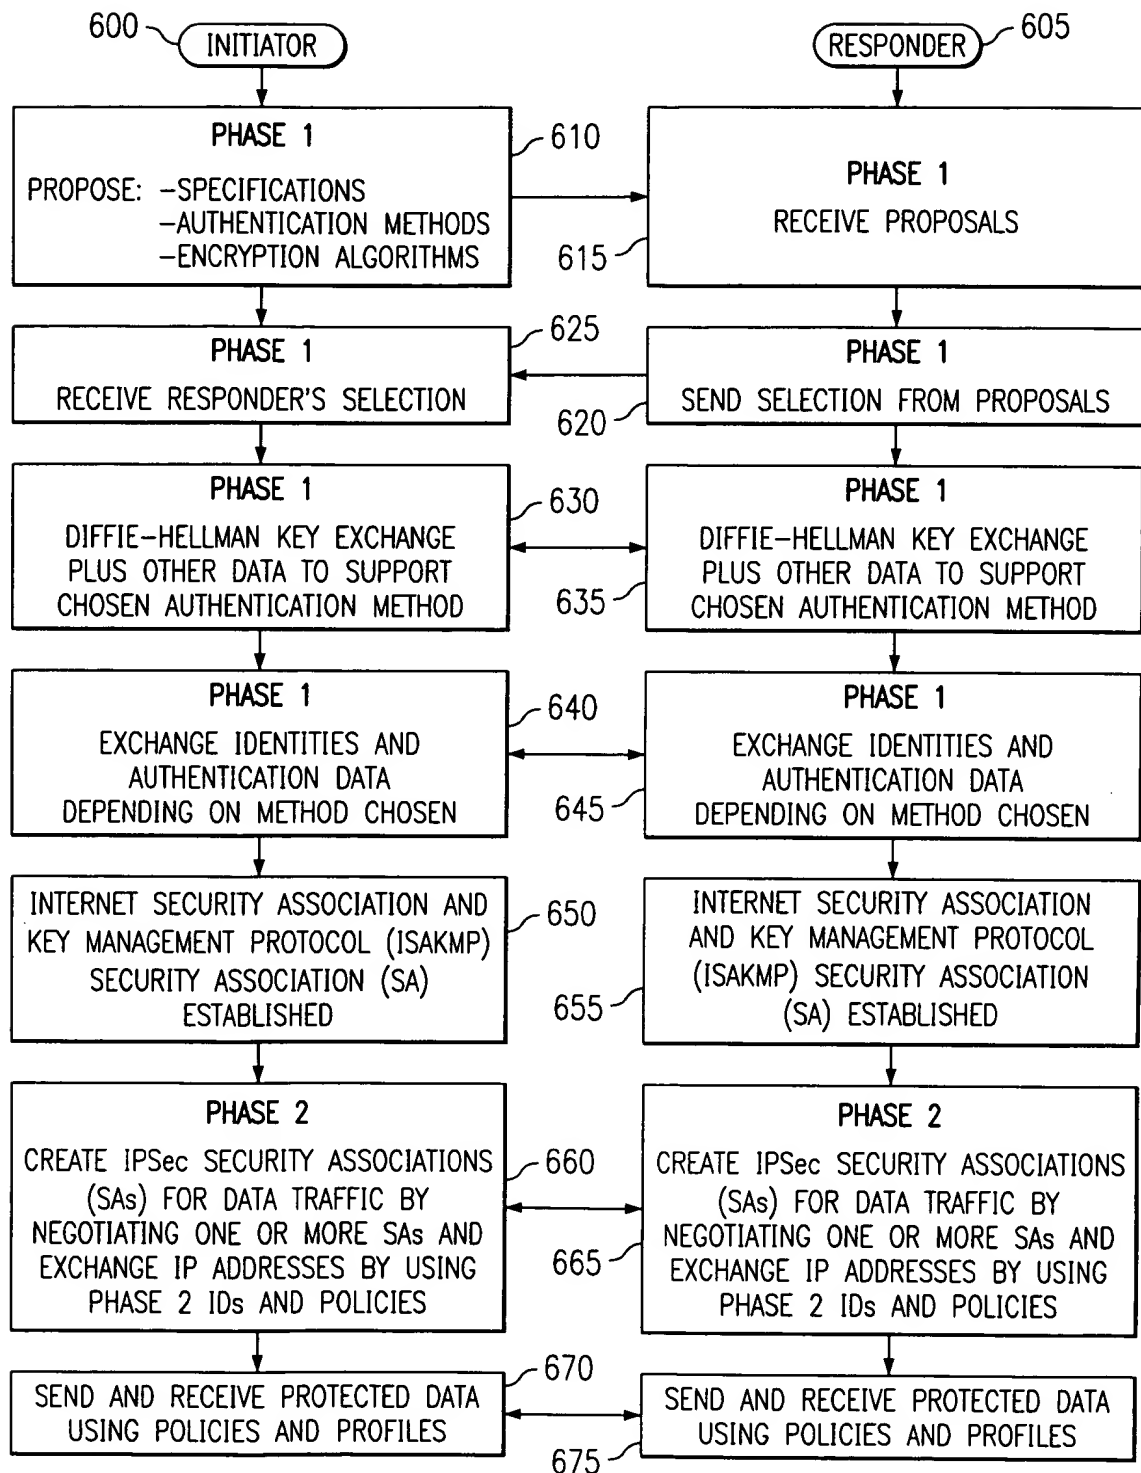 600
INITIATOR
RESPONDER
605
PHASE 1
PROPOSE: -SPECIFICATIONS
-AUTHENTICATION METHODS
-ENCRYPTION ALGORITHMS
610
PHASE 1
RECEIVE PROPOSALS
615
PHASE 1
RECEIVE RESPONDER'S SELECTION
625
PHASE 1
SEND SELECTION FROM PROPOSALS
620
PHASE 1
DIFFIE-HELLMAN KEY EXCHANGE
PLUS OTHER DATA TO SUPPORT
CHOSEN AUTHENTICATION METHOD
630
PHASE 1
DIFFIE-HELLMAN KEY EXCHANGE
PLUS OTHER DATA TO SUPPORT
CHOSEN AUTHENTICATION METHOD
635
PHASE 1
EXCHANGE IDENTITIES AND
AUTHENTICATION DATA
DEPENDING ON METHOD CHOSEN
640
PHASE 1
EXCHANGE IDENTITIES AND
AUTHENTICATION DATA
DEPENDING ON METHOD CHOSEN
645
INTERNET SECURITY ASSOCIATION AND
KEY MANAGEMENT PROTOCOL (ISAKMP)
SECURITY ASSOCIATION (SA)
ESTABLISHED
650
INTERNET SECURITY ASSOCIATION
AND KEY MANAGEMENT PROTOCOL
(ISAKMP) SECURITY ASSOCIATION
(SA) ESTABLISHED
655
PHASE 2
CREATE IPSec SECURITY ASSOCIATIONS
(SAs) FOR DATA TRAFFIC BY
NEGOTIATING ONE OR MORE SAs AND
EXCHANGE IP ADDRESSES BY USING
PHASE 2 IDs AND POLICIES
660
PHASE 2
CREATE IPSec SECURITY ASSOCIATIONS
(SAs) FOR DATA TRAFFIC BY
NEGOTIATING ONE OR MORE SAs AND
EXCHANGE IP ADDRESSES BY USING
PHASE 2 IDs AND POLICIES
665
SEND AND RECEIVE PROTECTED DATA
USING POLICIES AND PROFILES
670
SEND AND RECEIVE PROTECTED DATA
USING POLICIES AND PROFILES
675